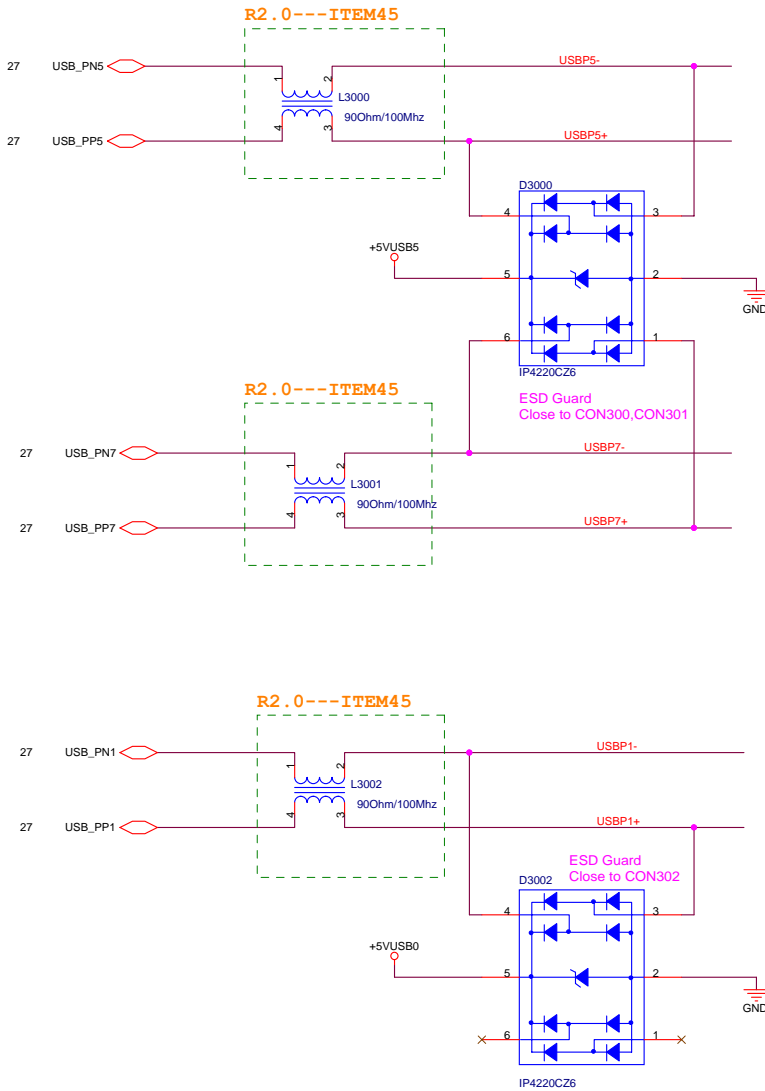 R2.0---ITEM45
27 USB_PN5
1 2
USBP5-
L3000
90Ohm/100Mhz
4 3
27 USB_PP5
USBP5+
D3000
4 3
+5VUSB5
5 2
GND
6 1
IP4220CZ6
ESD Guard
Close to CON300,CON301
R2.0---ITEM45
27 USB_PN7
1 2
USBP7-
L3001
90Ohm/100Mhz
4 3
27 USB_PP7
USBP7+
R2.0---ITEM45
27 USB_PN1
1 2
USBP1-
L3002
90Ohm/100Mhz
4 3
27 USB_PP1
USBP1+
ESD Guard
Close to CON302
D3002
4 3
+5VUSB0
5 2
GND
6 1
IP4220CZ6